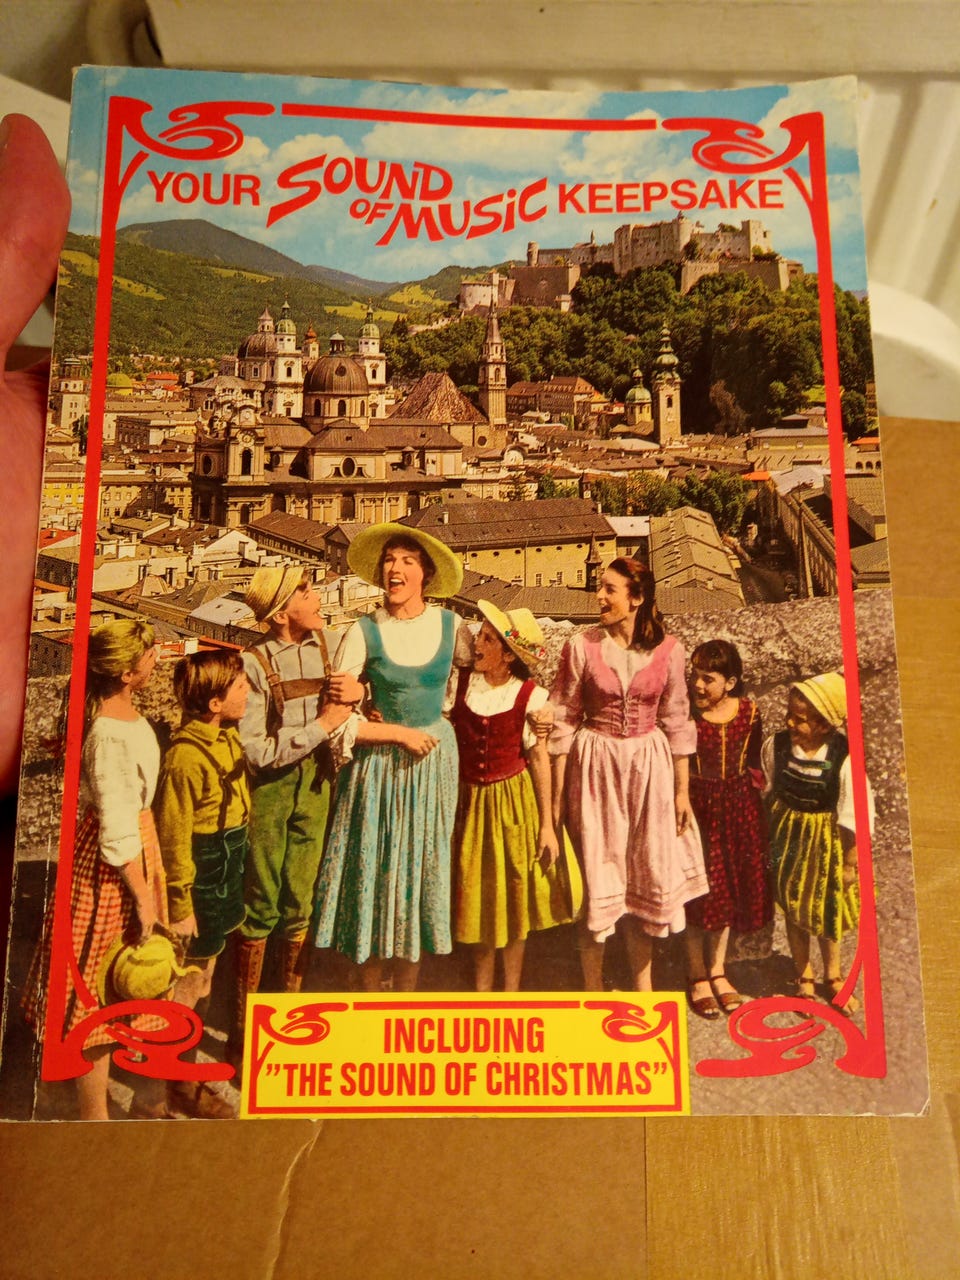 YOUR SOUND OF MUSIC KEEPSAKE
INCLUDING
"THE SOUND OF CHRISTMAS"